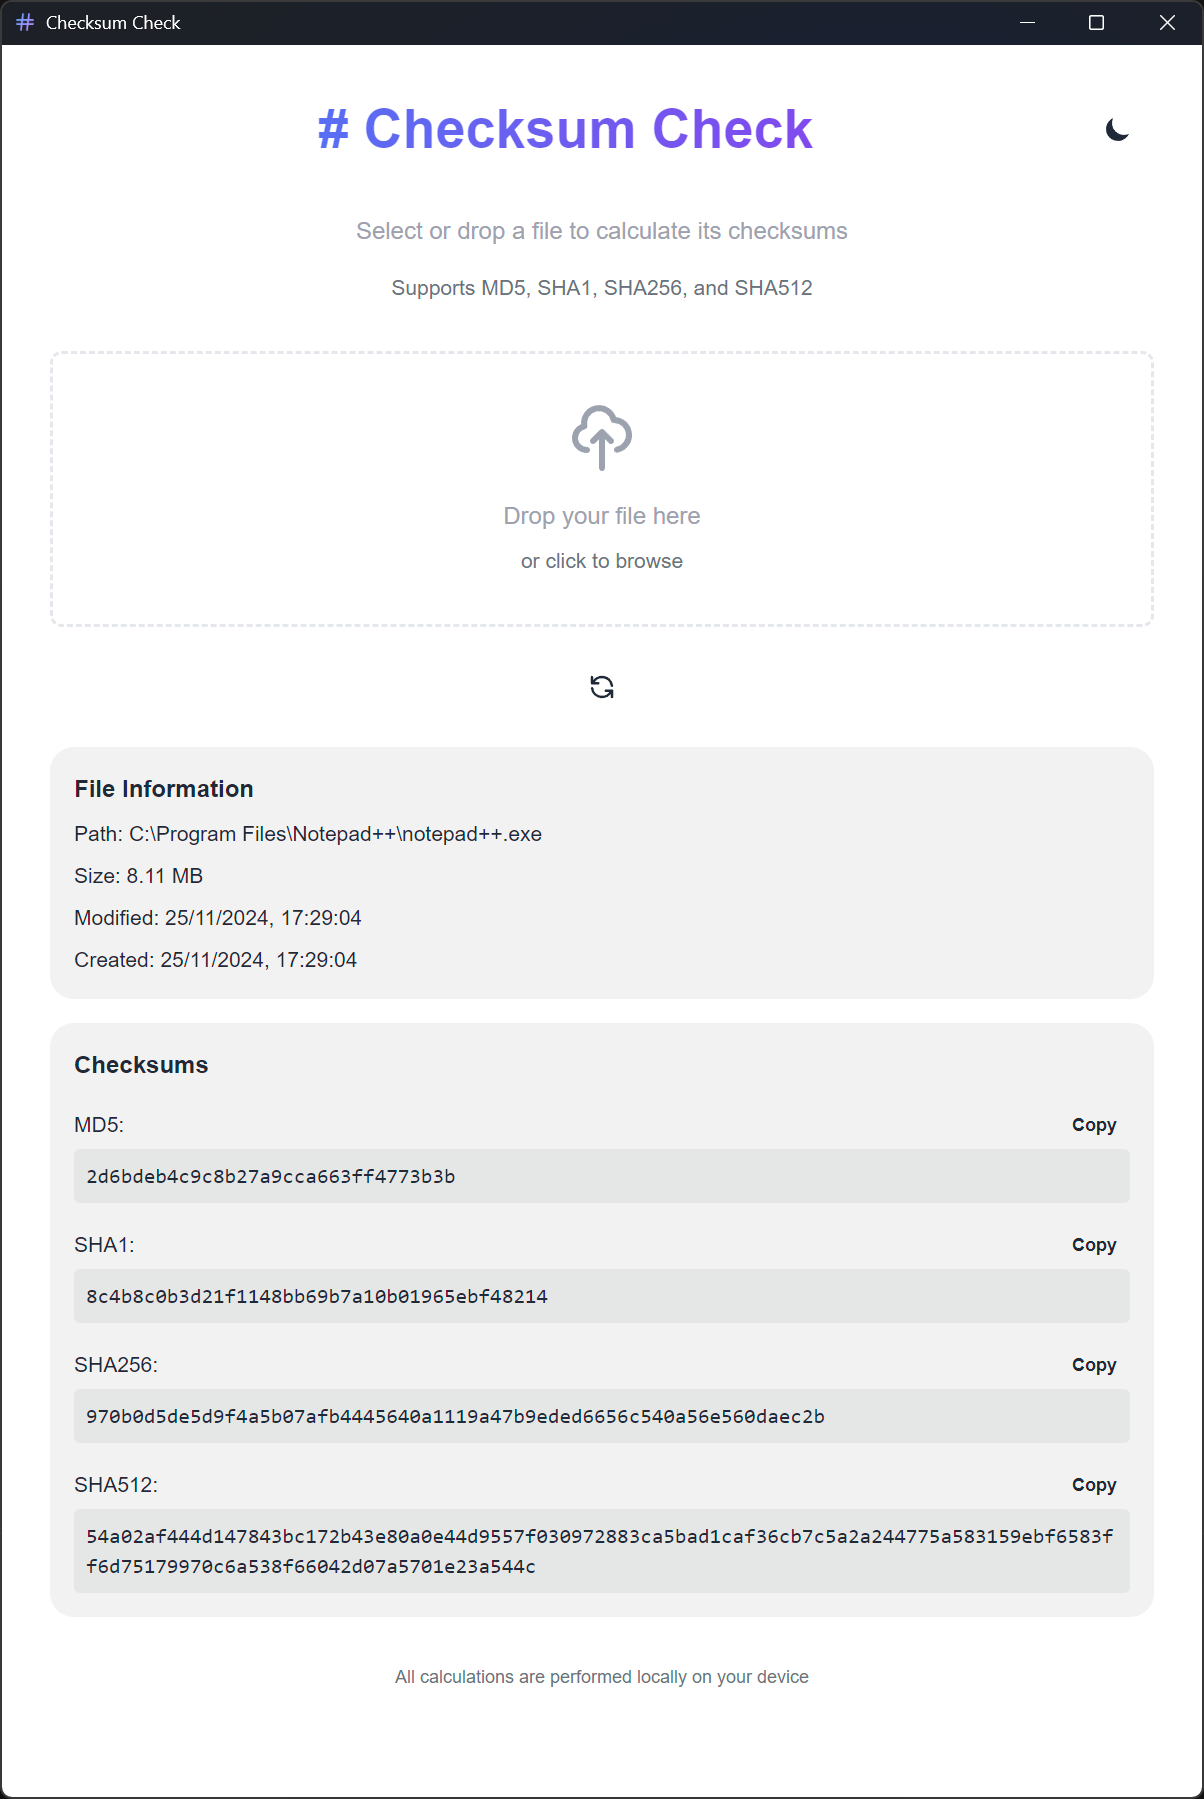 # Checksum Check
# Checksum Check
Select or drop a file to calculate its checksums
Supports MD5, SHA1, SHA256, and SHA512
Drop your file here
or click to browse
File Information
Path: C:\Program Files\Notepad++\notepad++.exe
Size: 8.11 MB
Modified: 25/11/2024, 17:29:04
Created: 25/11/2024, 17:29:04
Checksums
MD5:
Copy
2d6bdeb4c9c8b27a9cca663ff4773b3b
SHA1:
Copy
8c4b8c0b3d21f1148bb69b7a10b01965ebf48214
SHA256:
Copy
970b0d5de5d9f4a5b07afb4445640a1119a47b9eded6656c540a56e560daec2b
SHA512:
Copy
54a02af444d147843bc172b43e80a0e44d9557f030972883ca5bad1caf36cb7c5a2a244775a583159ebf6583f
f6d75179970c6a538f66042d07a5701e23a544c
All calculations are performed locally on your device